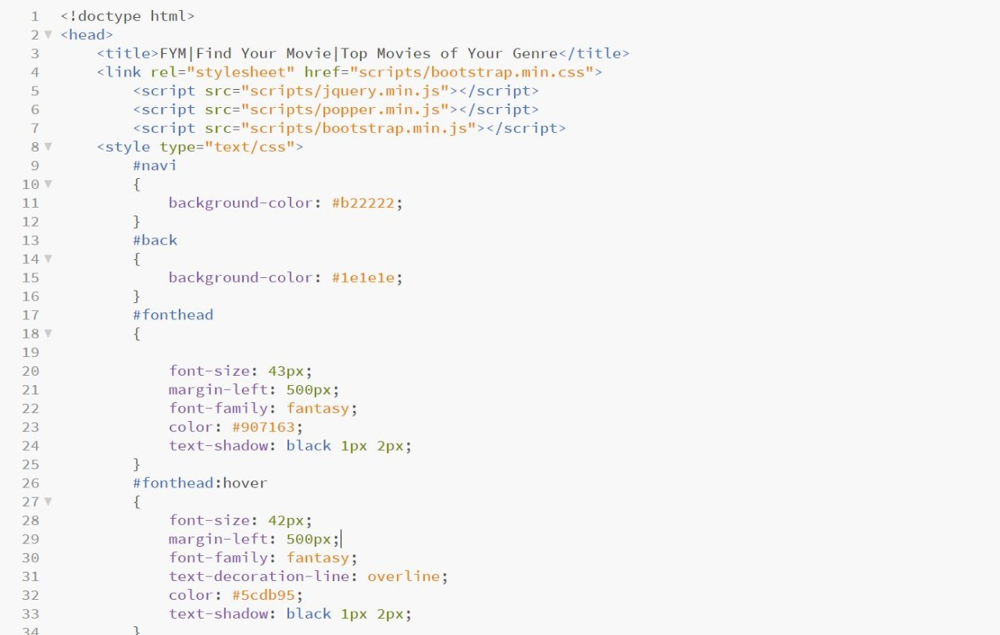 1 <!doctype html>
2 <head>
3 <title>FYM|Find Your Movie|Top Movies of Your Genre</title>
4 <link rel="stylesheet" href="scripts/bootstrap.min.css">
5 <script src="scripts/jquery.min.js"></script>
6 <script src="scripts/popper.min.js"></script>
7 <script src="scripts/bootstrap.min.js"></script>
8 <style type="text/css">
9 #navi
10 {
11 background-color: #b22222;
12 }
13 #back
14 {
15 background-color: #1e1e1e;
16 }
17 #fonthead
18 {
19
20 font-size: 43px;
21 margin-left: 500px;
22 font-family: fantasy;
23 color: #907163;
24 text-shadow: black 1px 2px;
25 }
26 #fonthead:hover
27 {
28 font-size: 42px;
29 margin-left: 500px;
30 font-family: fantasy;
31 text-decoration-line: overline;
32 color: #5cdb95;
33 text-shadow: black 1px 2px;
34 }